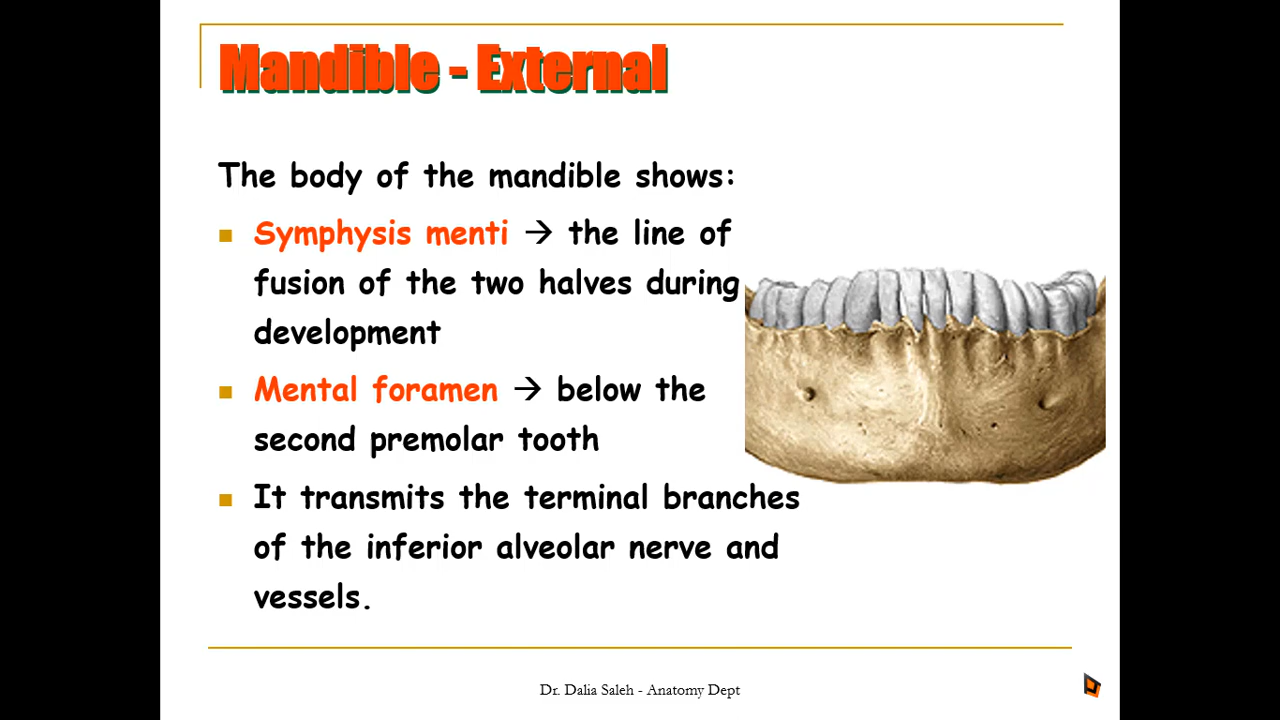 Mandible - External
The body of the mandible shows:
Symphysis menti → the line of
fusion of the two halves during
development
Mental foramen → below the
second premolar tooth
It transmits the terminal branches
of the inferior alveolar nerve and
vessels.
Dr. Dalia Saleh - Anatomy Dept